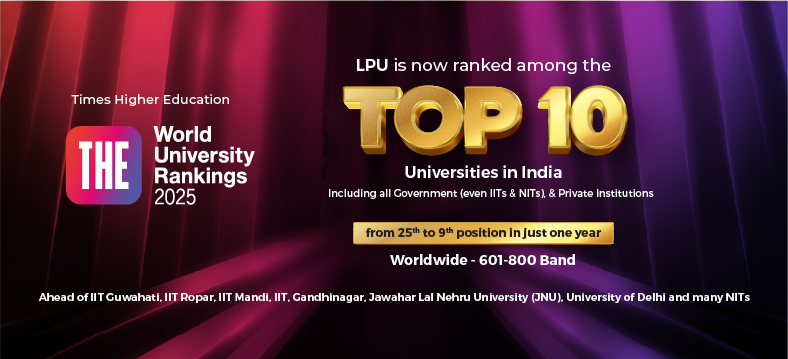 Times Higher Education
THE
World
University
Rankings
2025
LPU is now ranked among the
TOP 10
Universities in India
Including all Government (even IITs & NITs), & Private Institutions
from 25th to 9th position in just one year
Worldwide - 601-800 Band
Ahead of IIT Guwahati, IIT Ropar, IIT Mandi, IIT, Gandhinagar, Jawahar Lal Nehru University (JNU), University of Delhi and many NITs